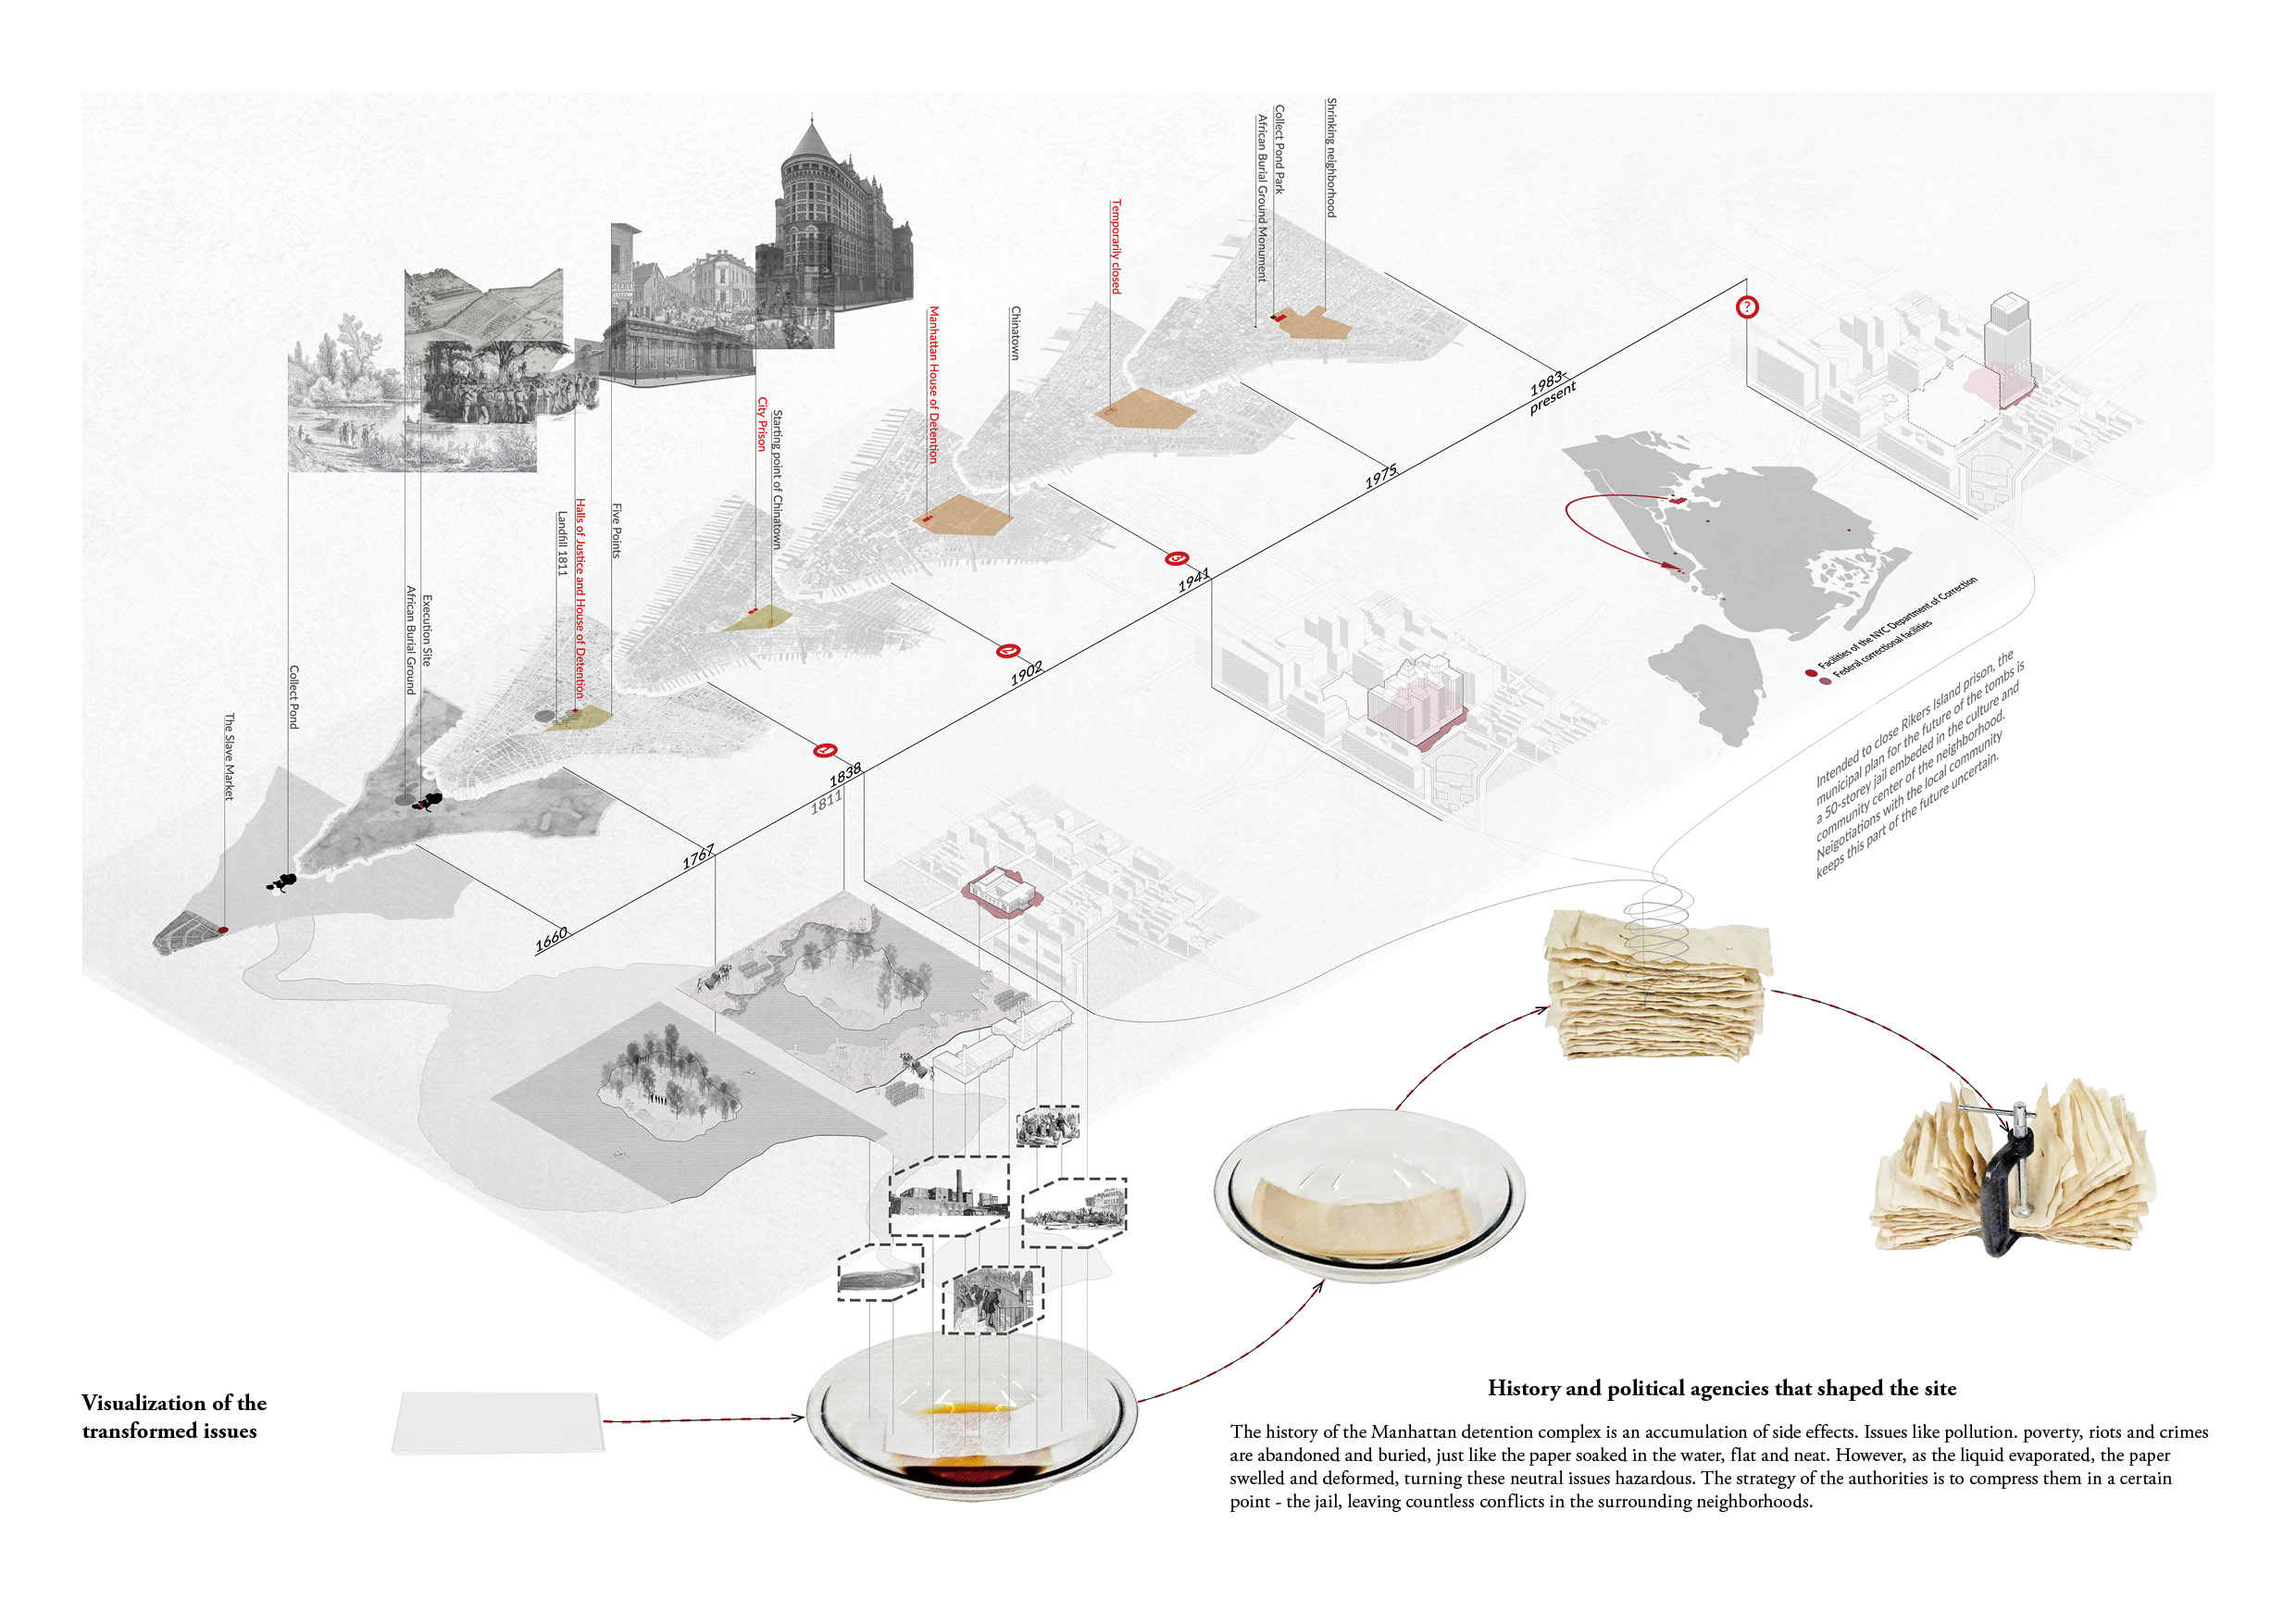 Shrinking neighborhood
Collect Pond Park
African Burial Ground Monument
Temporarily closed
Chinatown
Manhattan House of Detention
Starting point of Chinatown
City Prison
Five Points
Halls of Justice and House of Detention
Landfill 1811
Execution Site
African Burial Ground
Collect Pond
The Slave Market
?
1983-
present
1975
3
1941
2
1902
1
1838
1811
1767
1660
Facilities of the NYC Department of Correction
Federal correctional facilities
Intended to close Rikers Island prison, the
municipal plan for the future of the tombs is
a 50-storey jail embeded in the culture and
community center of the neighborhood.
Neigotiations with the local community
keeps this part of the future uncertain.
Visualization of the
transformed issues
History and political agencies that shaped the site
The history of the Manhattan detention complex is an accumulation of side effects. Issues like pollution. poverty, riots and crimes
are abandoned and buried, just like the paper soaked in the water, flat and neat. However, as the liquid evaporated, the paper
swelled and deformed, turning these neutral issues hazardous. The strategy of the authorities is to compress them in a certain
point - the jail, leaving countless conflicts in the surrounding neighborhoods.